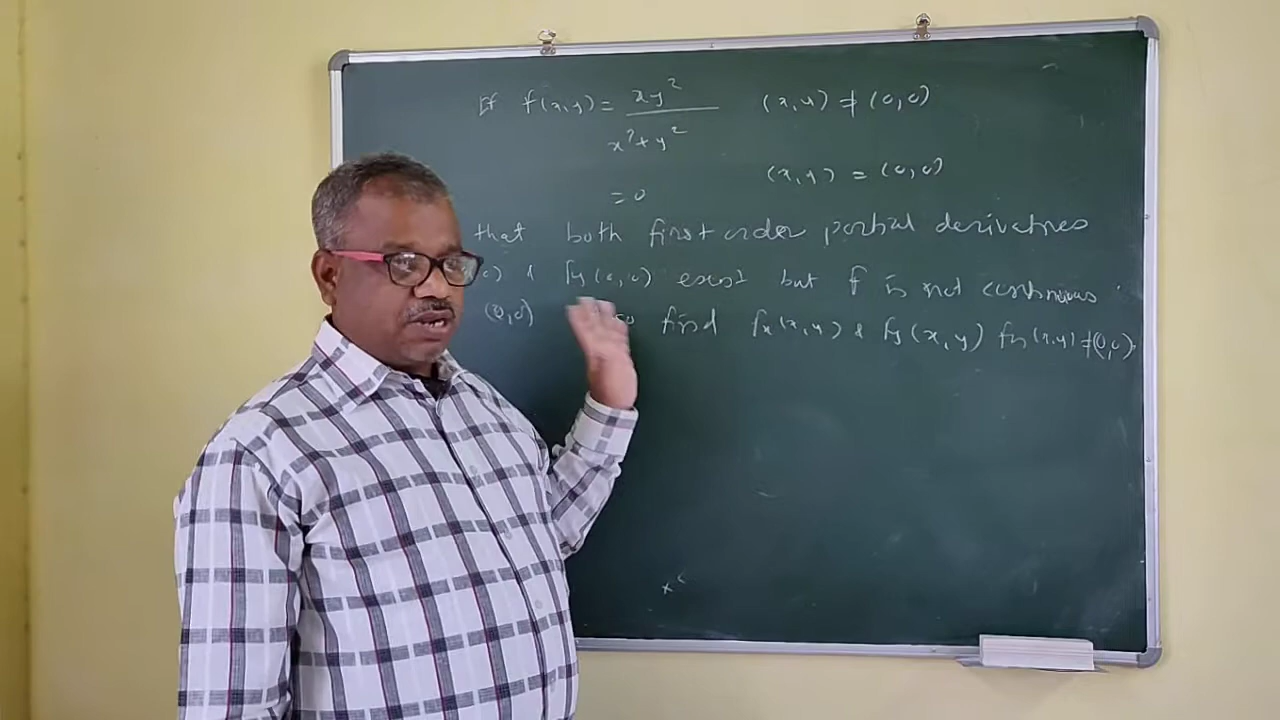 If f(x,y) = xy² / x²+y² (x,y) ≠ (0,0)
= 0 (x,y) = (0,0)
that both first order partial derivatives
0) & fy(0,0) exist but f is not continuous
(0,0) find fx(x,y) & fy(x,y) for (x,y) ≠ (0,0).